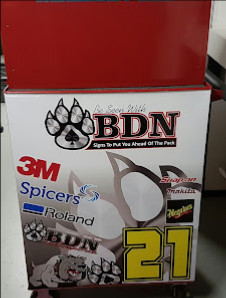 Be Seen With
BDN
Signs To Put You Ahead Of The Pack
3M
Snap-on
Spicers
makita
Roland
Meguiar's
BDN
21